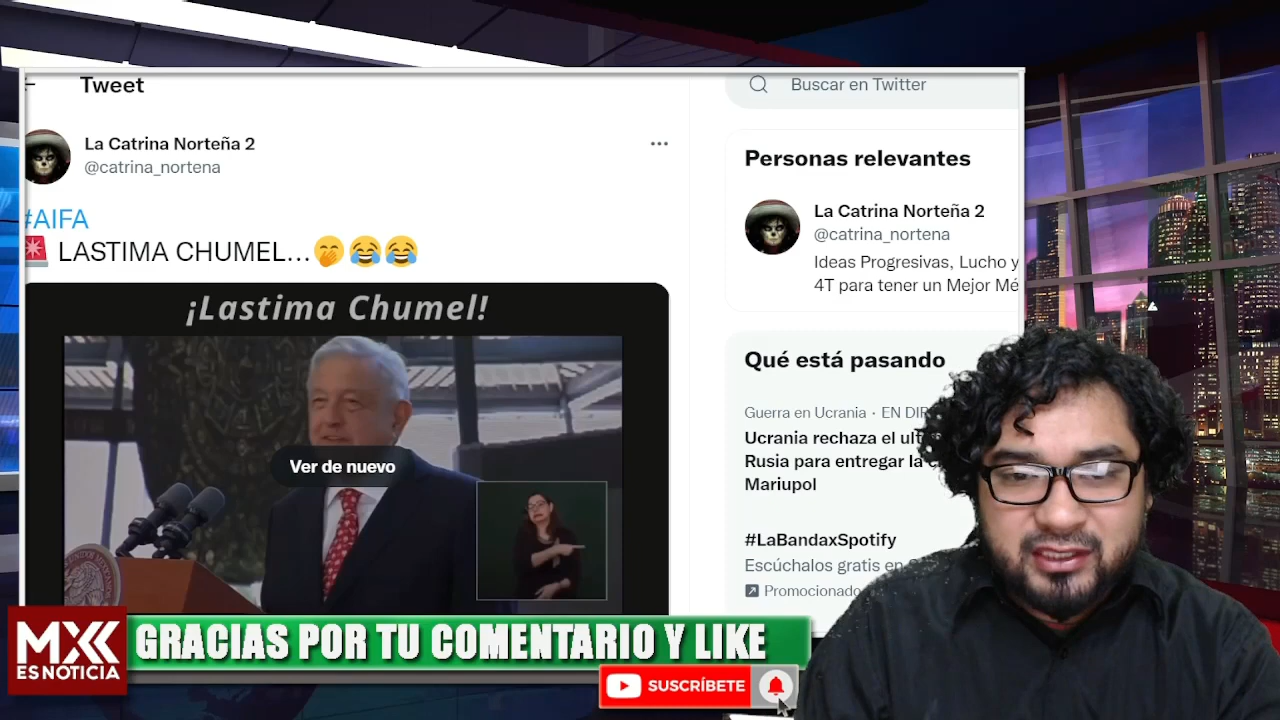 Tweet
Buscar en Twitter
La Catrina Norteña 2
@catrina_nortena
#AIFA
🚨 LASTIMA CHUMEL...🤭😂😂
¡Lastima Chumel!
Ver de nuevo
Personas relevantes
La Catrina Norteña 2
@catrina_nortena
Ideas Progresivas, Lucho y
4T para tener un Mejor Mé
Qué está pasando
Guerra en Ucrania · EN DIR
Ucrania rechaza el ult
Rusia para entregar la c
Mariupol
#LaBandaxSpotify
Escúchalos gratis en
Promocionado
MX
ES NOTICIA
GRACIAS POR TU COMENTARIO Y LIKE
SUSCRÍBETE